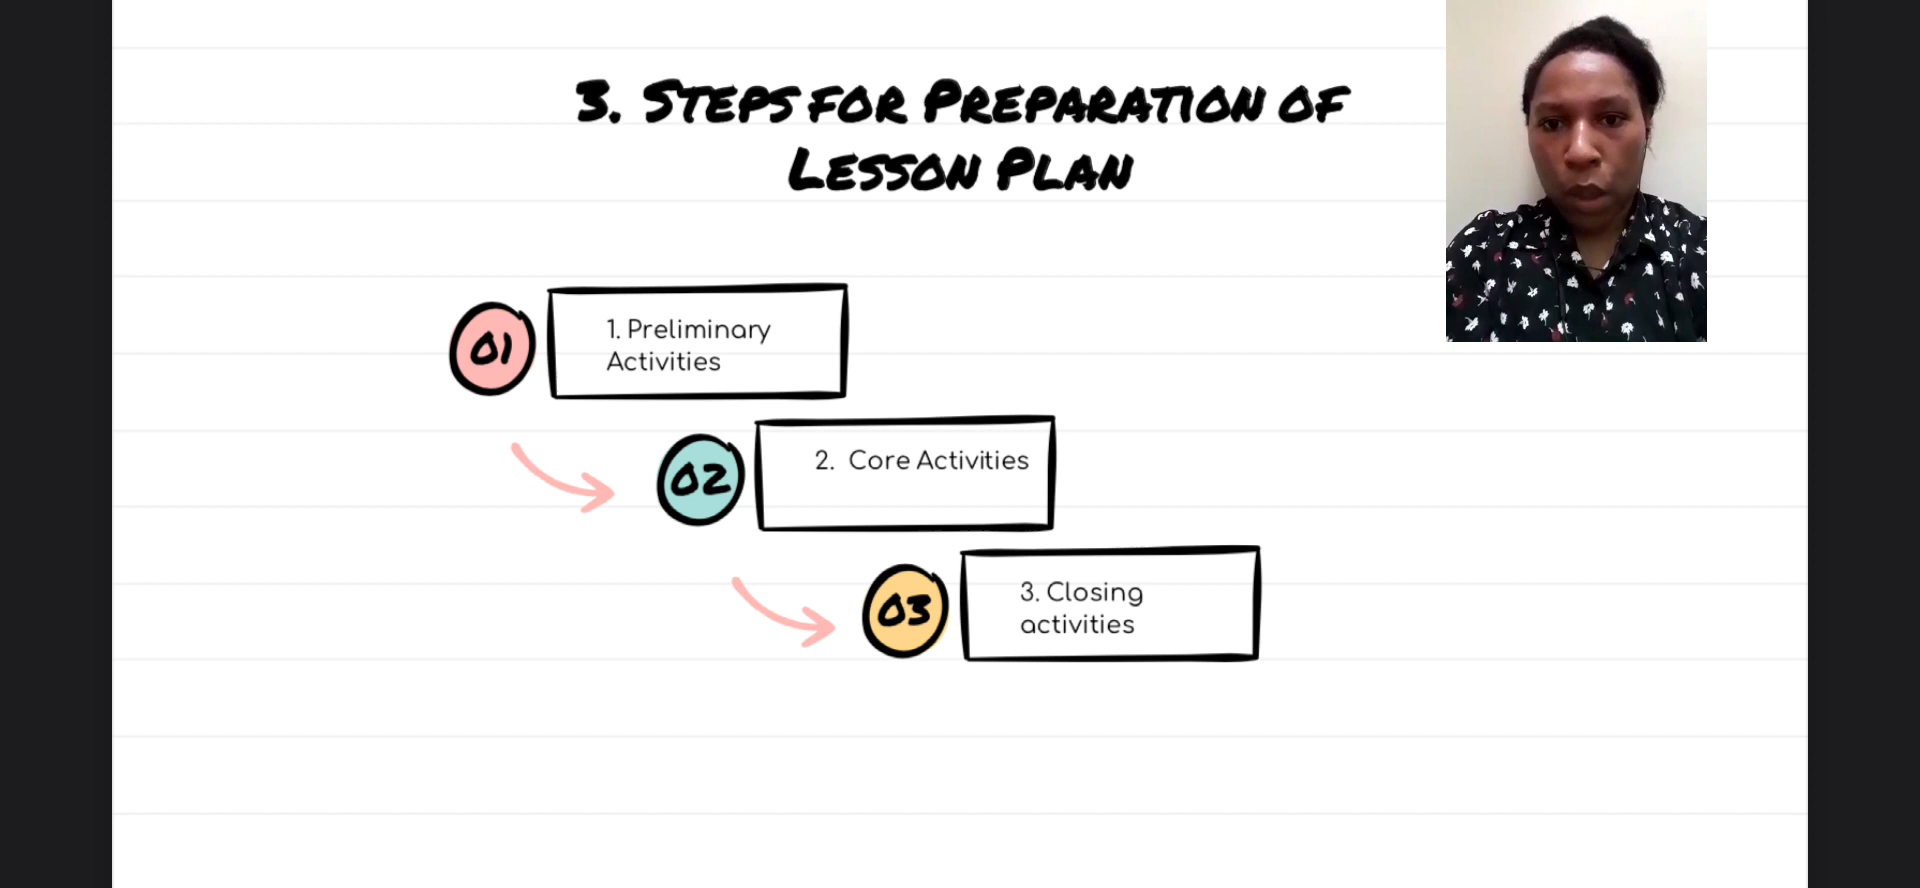 3. Steps for Preparation of
Lesson Plan
01
1. Preliminary
Activities
02
2. Core Activities
03
3. Closing
activities